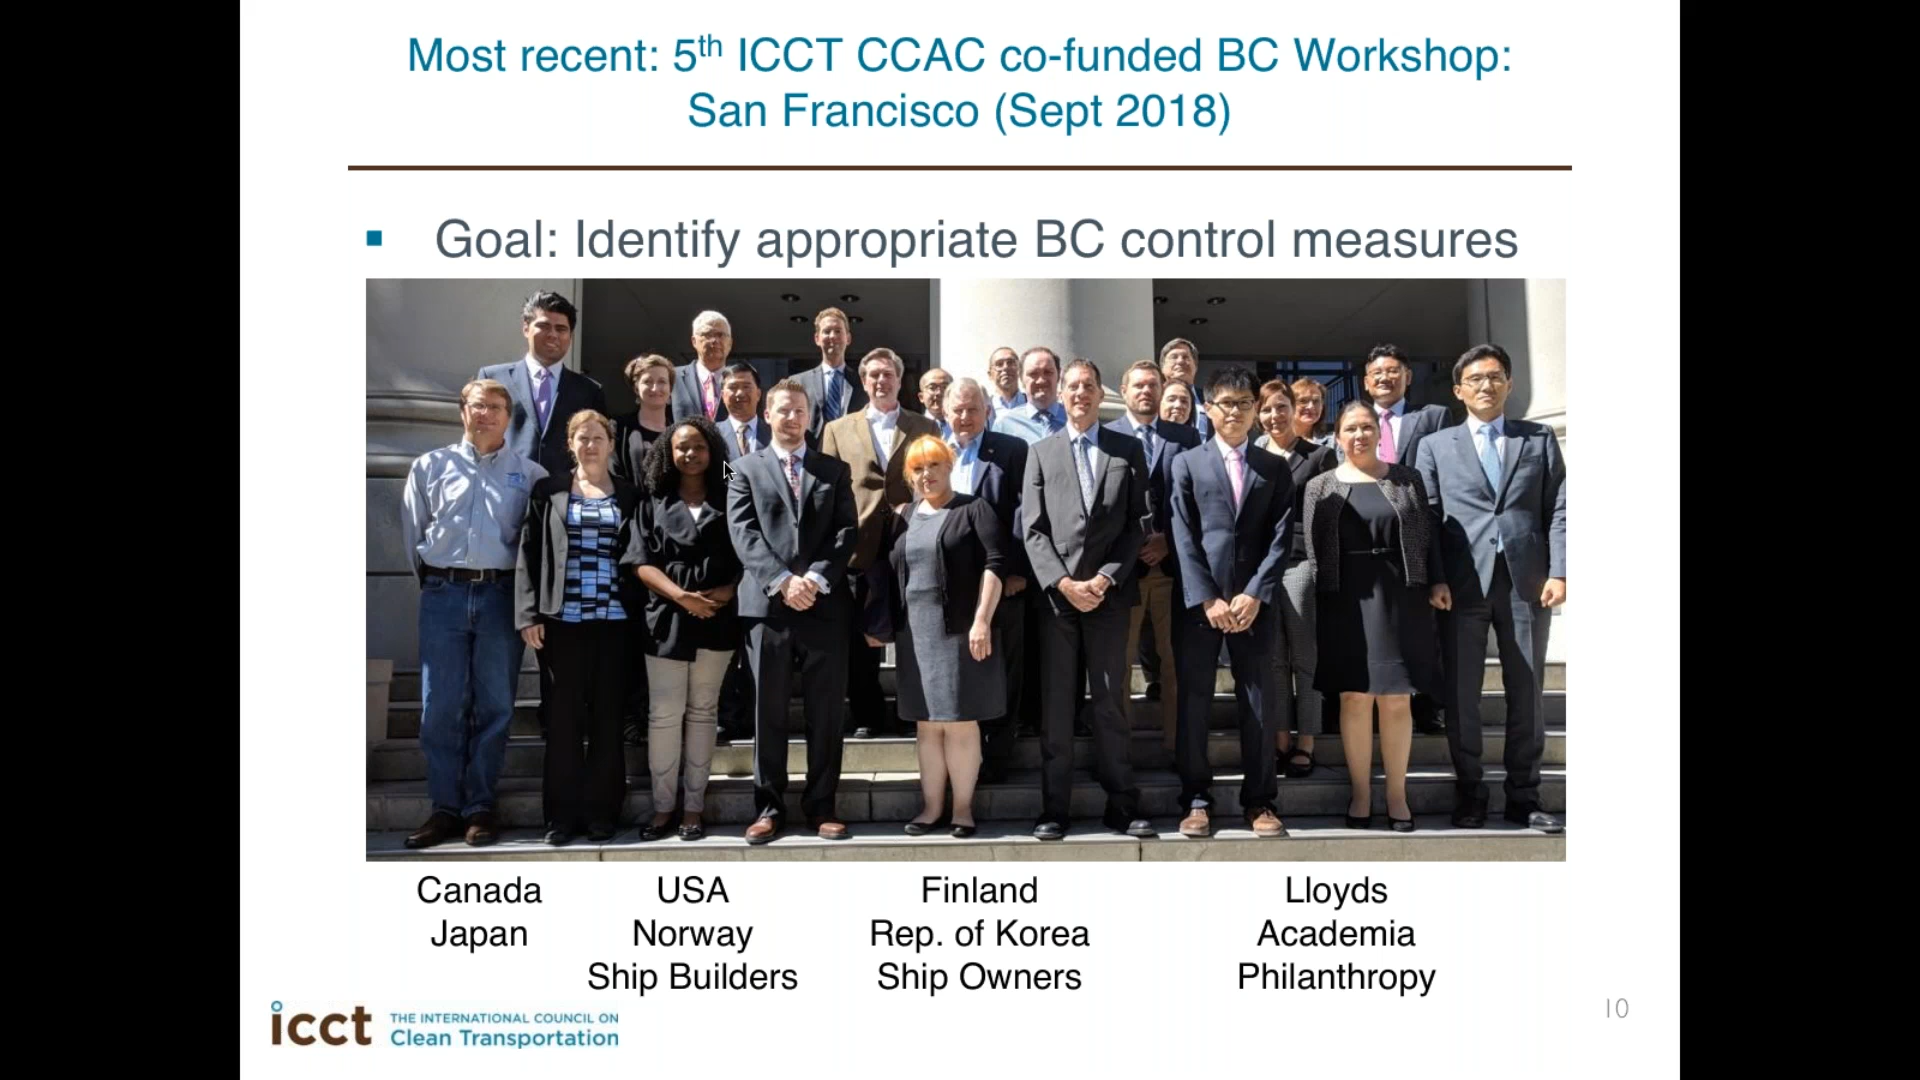 Most recent: 5th ICCT CCAC co-funded BC Workshop:
San Francisco (Sept 2018)
▪ Goal: Identify appropriate BC control measures
Canada
Japan
USA
Norway
Ship Builders
Finland
Rep. of Korea
Ship Owners
Lloyds
Academia
Philanthropy
icct
THE INTERNATIONAL COUNCIL ON
Clean Transportation
10